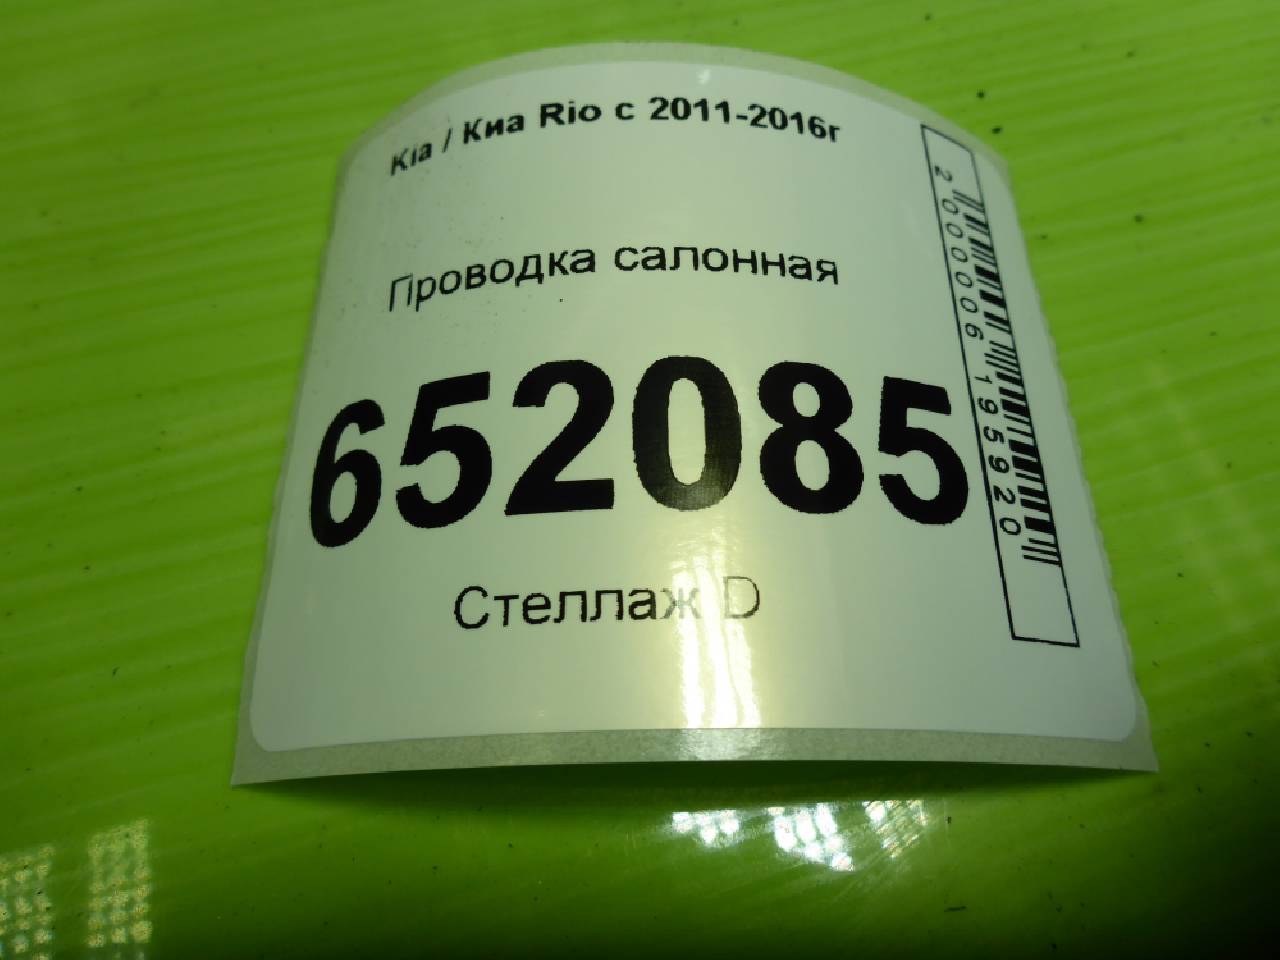 Kia / Киа Rio с 2011-2016г
Проводка салонная
652085
Стеллаж D
2000006195920